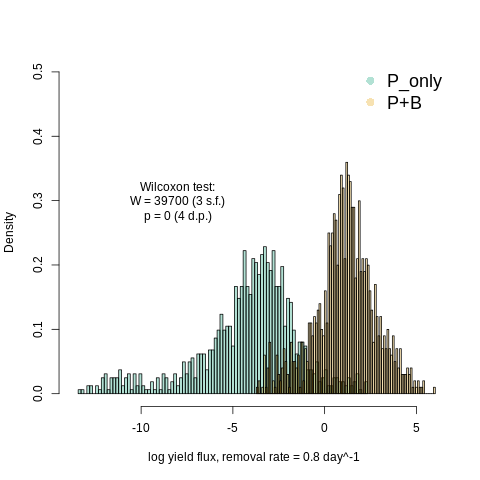 P_only
P+B
Wilcoxon test:
W = 39700 (3 s.f.)
p = 0 (4 d.p.)
Density
0.0
0.1
0.2
0.3
0.4
0.5
-10
-5
0
5
log yield flux, removal rate = 0.8 day^-1